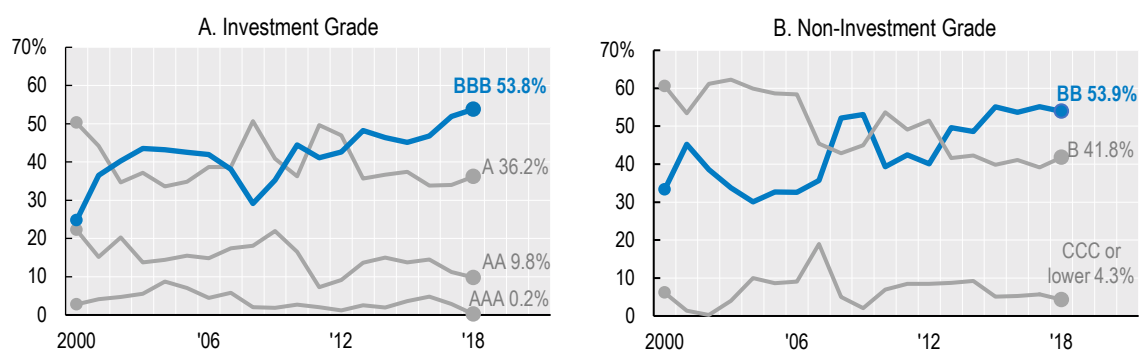 A. Investment Grade
70%
60
50
40
30
20
10
0
BBB 53.8%
A 36.2%
AA 9.8%
AAA 0.2%
2000
'06
'12
'18
B. Non-Investment Grade
70%
60
50
40
30
20
10
0
BB 53.9%
B 41.8%
CCC or
lower 4.3%
2000
'06
'12
'18